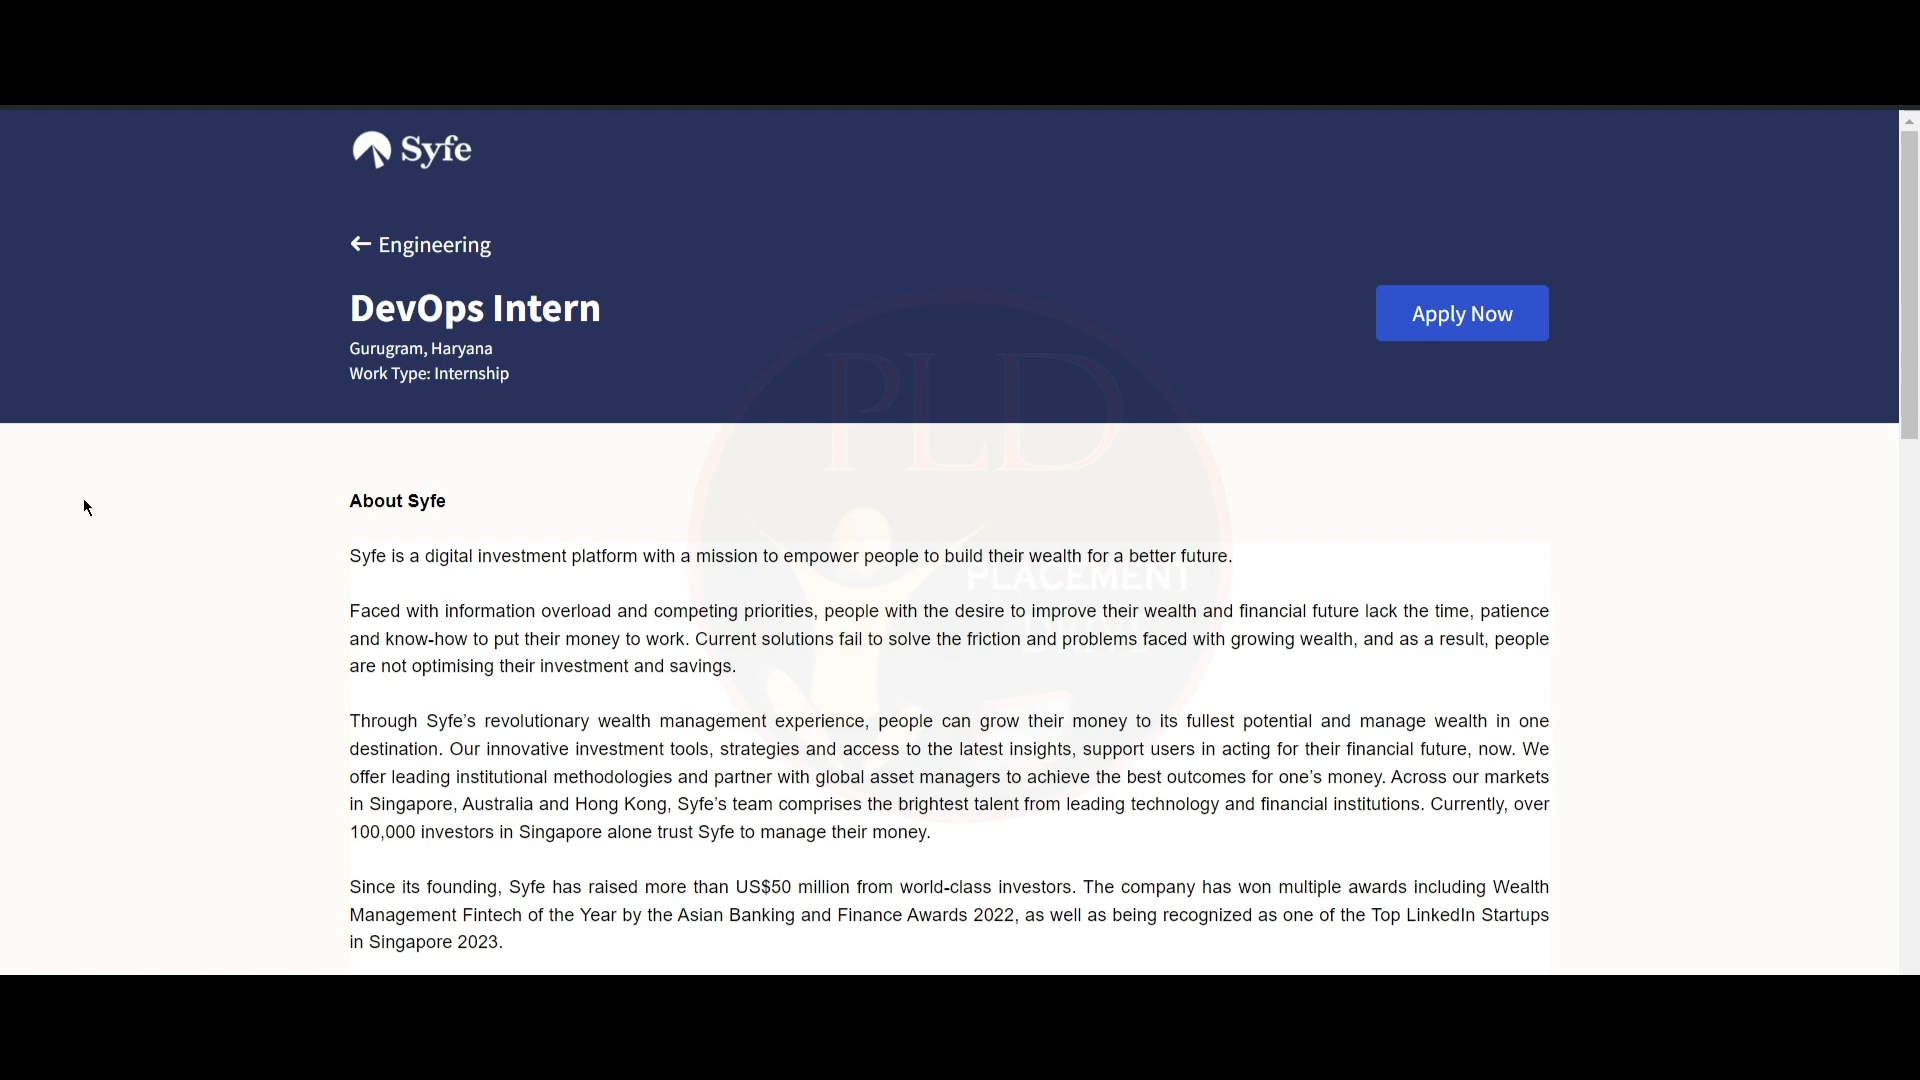 Syfe
← Engineering
DevOps Intern
Gurugram, Haryana
Work Type: Internship
Apply Now
PLD
PLACEMENT
About Syfe
Syfe is a digital investment platform with a mission to empower people to build their wealth for a better future.
Faced with information overload and competing priorities, people with the desire to improve their wealth and financial future lack the time, patience
and know-how to put their money to work. Current solutions fail to solve the friction and problems faced with growing wealth, and as a result, people
are not optimising their investment and savings.
Through Syfe’s revolutionary wealth management experience, people can grow their money to its fullest potential and manage wealth in one
destination. Our innovative investment tools, strategies and access to the latest insights, support users in acting for their financial future, now. We
offer leading institutional methodologies and partner with global asset managers to achieve the best outcomes for one’s money. Across our markets
in Singapore, Australia and Hong Kong, Syfe’s team comprises the brightest talent from leading technology and financial institutions. Currently, over
100,000 investors in Singapore alone trust Syfe to manage their money.
Since its founding, Syfe has raised more than US$50 million from world-class investors. The company has won multiple awards including Wealth
Management Fintech of the Year by the Asian Banking and Finance Awards 2022, as well as being recognized as one of the Top LinkedIn Startups
in Singapore 2023.